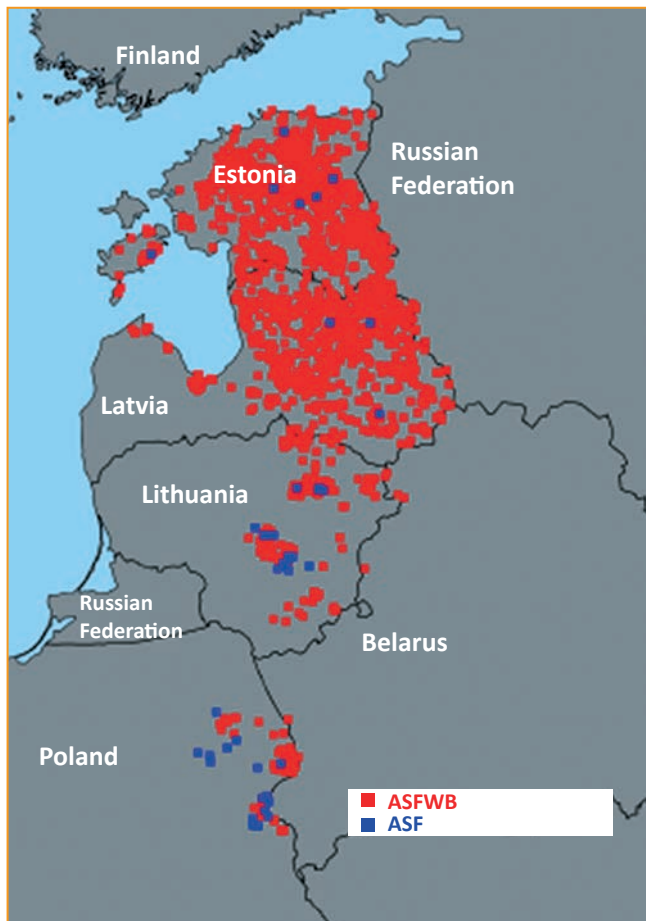 Finland
Russian
Federation
Estonia
Latvia
Lithuania
Russian
Federation
Belarus
Poland
ASFWB
ASF